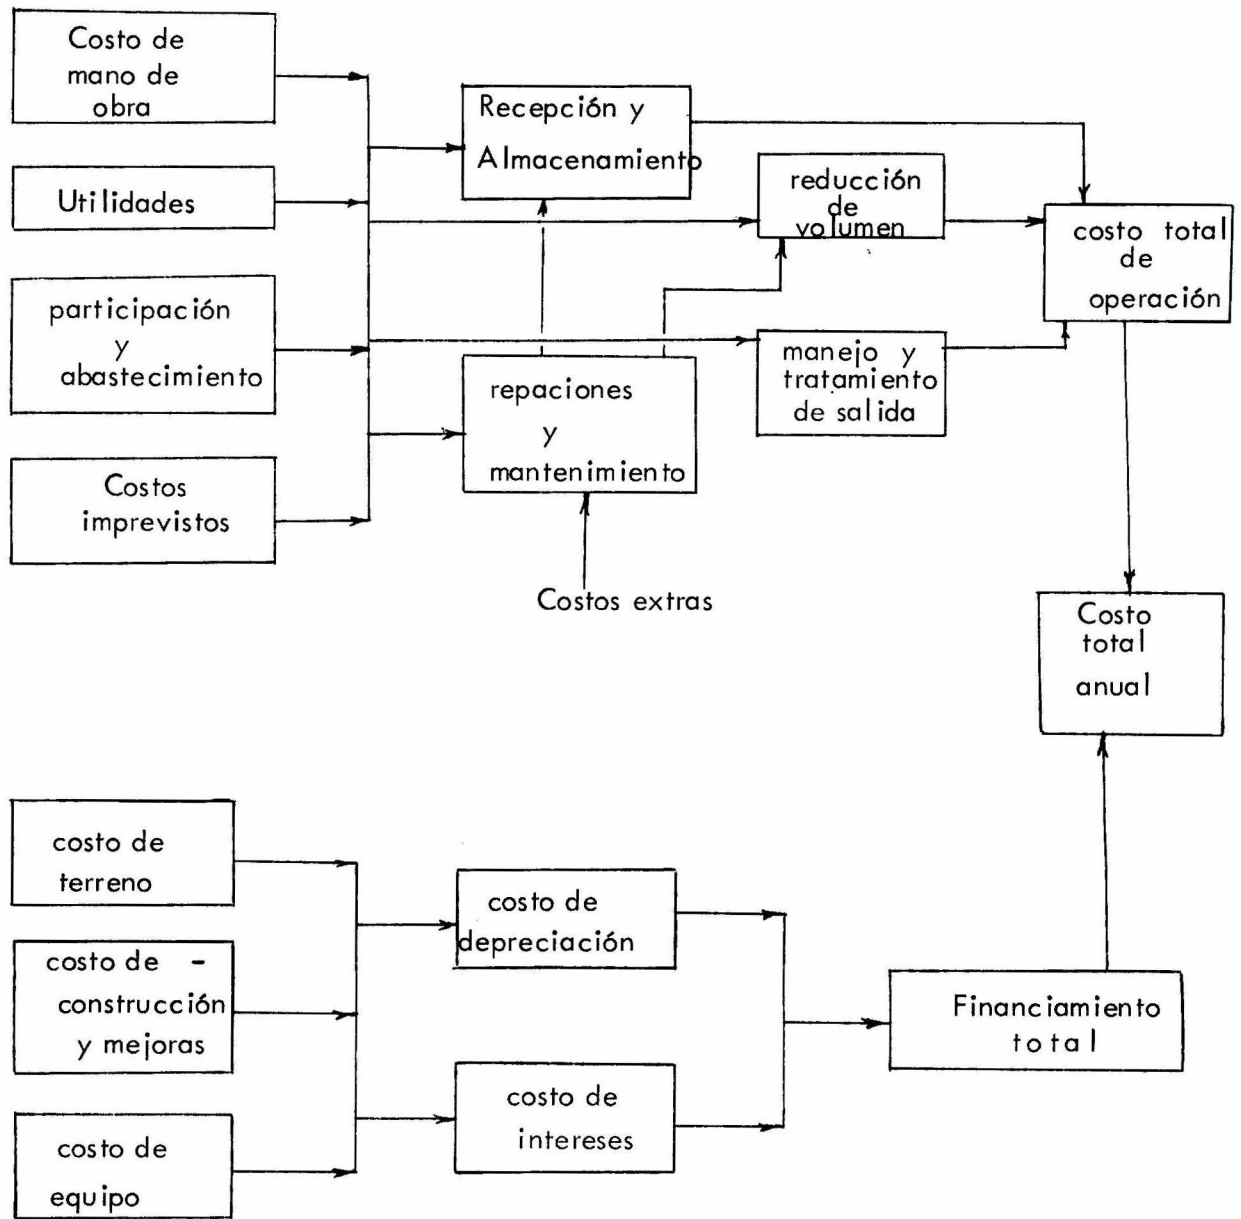 Costo de
mano de
obra
Utilidades
participación
y
abastecimiento
Costos
imprevistos
Recepción y
Almacenamiento
repaciones
y
mantenimiento
Costos extras
reducción
de
volumen
manejo y
tratamiento
de salida
costo total
de
operación
Costo
total
anual
costo de
terreno
costo de -
construcción
y mejoras
costo de
equipo
costo de
depreciación
costo de
intereses
Financiamiento
total